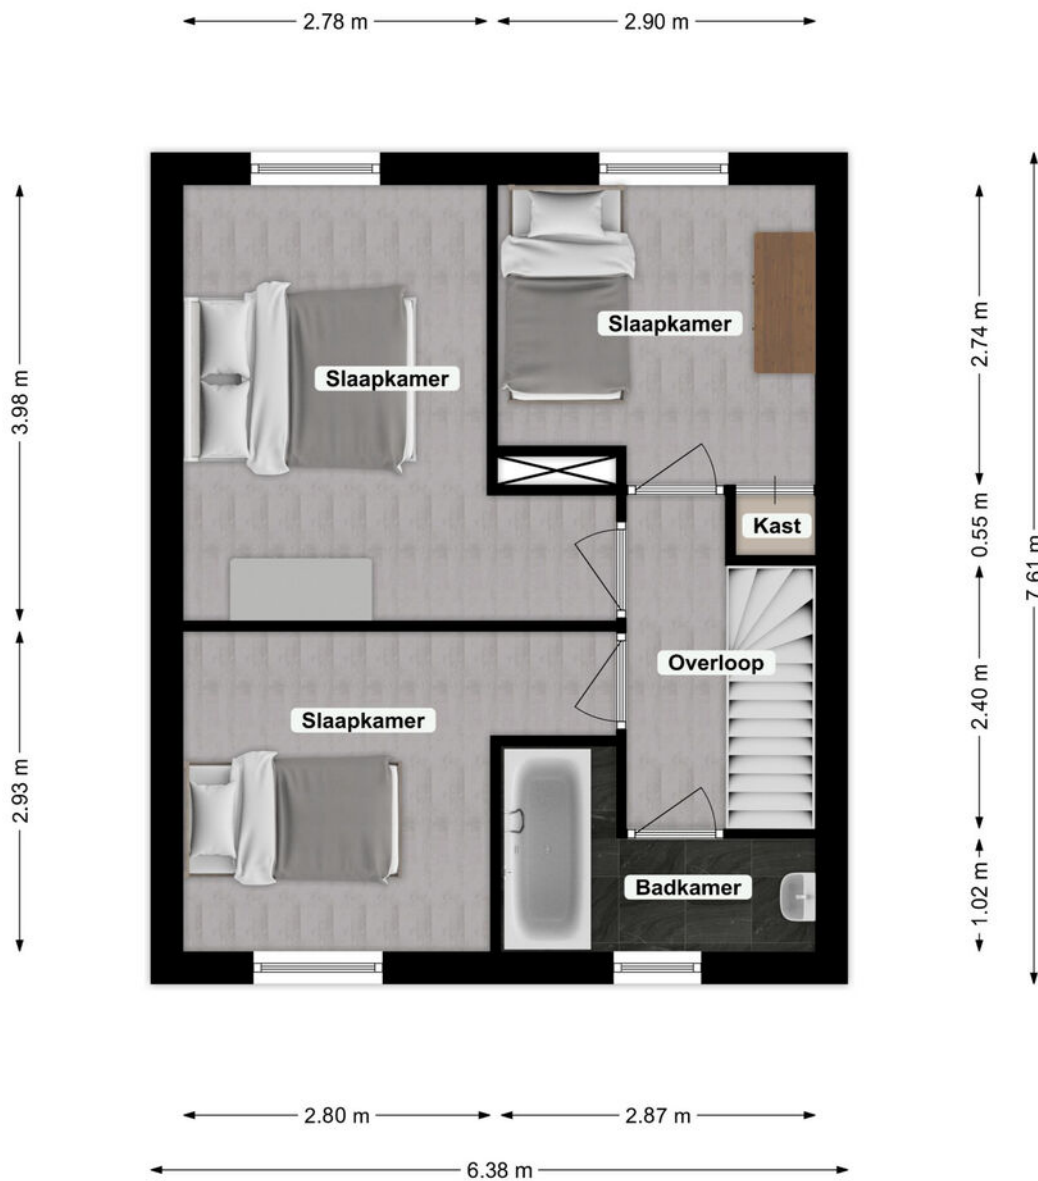 2.78 m
2.90 m
3.98 m
2.93 m
Slaapkamer
Slaapkamer
Kast
Overloop
Slaapkamer
Badkamer
2.74 m
0.55 m
2.40 m
1.02 m
7.61 m
2.80 m
2.87 m
6.38 m